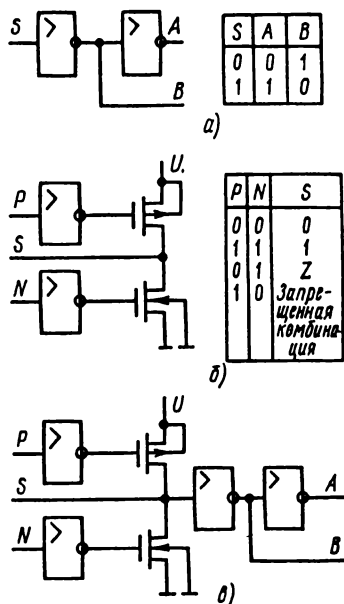 S > > A
B
S A B
0 0 1
1 1 0
а)
U.
P >
S
N >
P N S
0 0 0
1 1 1
0 1 Z
1 0 Запре-
щенная
комбина-
ция
б)
U
P >
S > > A
N >
B
в)